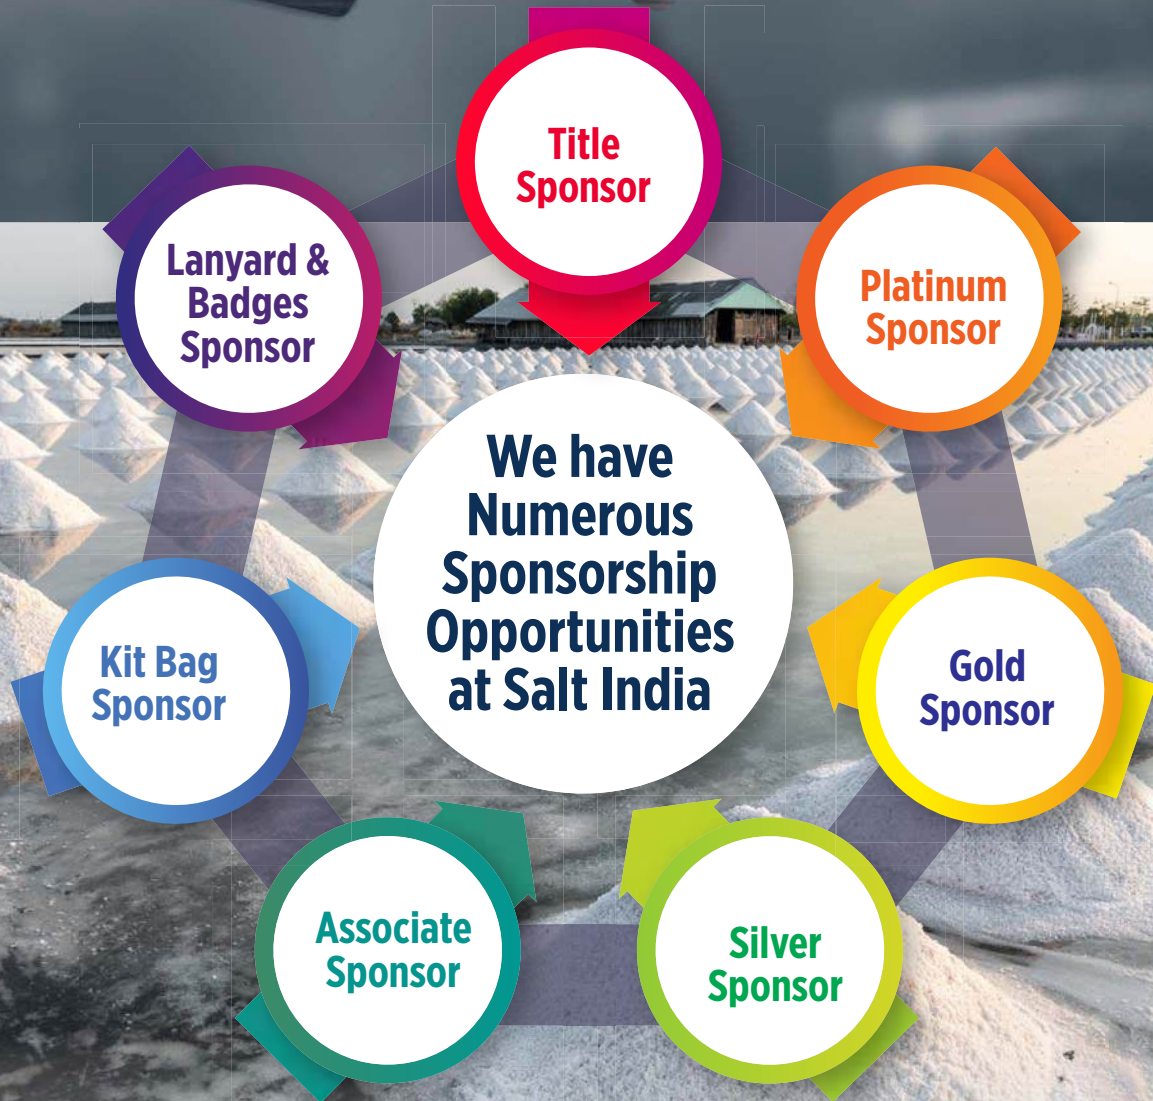 Title
Sponsor
Platinum
Sponsor
Gold
Sponsor
Silver
Sponsor
Associate
Sponsor
Kit Bag
Sponsor
Lanyard &
Badges
Sponsor
We have
Numerous
Sponsorship
Opportunities
at Salt India